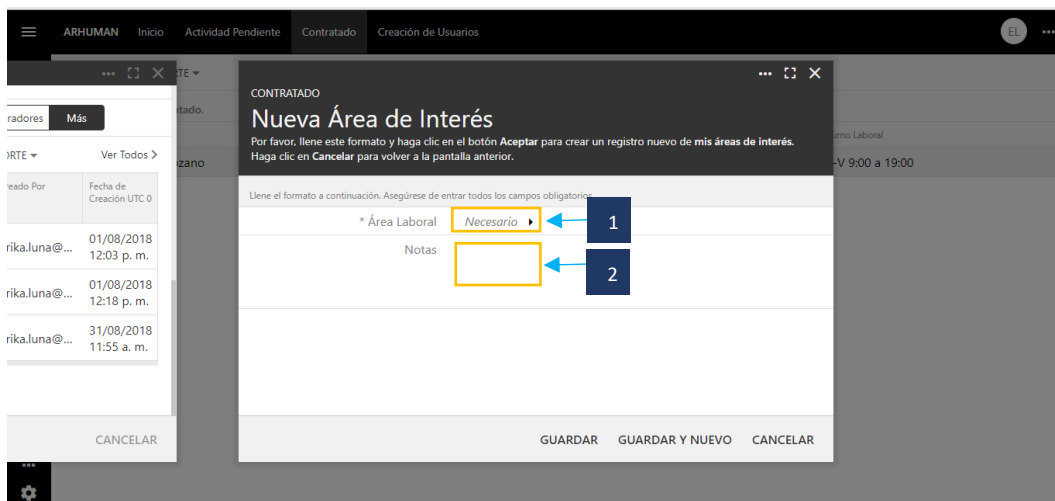 ARHUMAN Inicio Actividad Pendiente Contratado Creación de Usuarios EL
radores Más
ORTE Ver Todos
reado Por Fecha de
Creación UTC 0
rika.luna@... 01/08/2018
12:03 p. m.
rika.luna@... 01/08/2018
12:18 p. m.
rika.luna@... 31/08/2018
11:55 a. m.
CANCELAR
RTE
tado.
zano
CONTRATADO
Nueva Área de Interés
Por favor, llene este formato y haga clic en el botón Aceptar para crear un registro nuevo de mis áreas de interés.
Haga clic en Cancelar para volver a la pantalla anterior.
Llene el formato a continuación. Asegúrese de entrar todos los campos obligatorios.
* Área Laboral Necesario 1
Notas
2
GUARDAR GUARDAR Y NUEVO CANCELAR
urno Laboral
-V 9:00 a 19:00